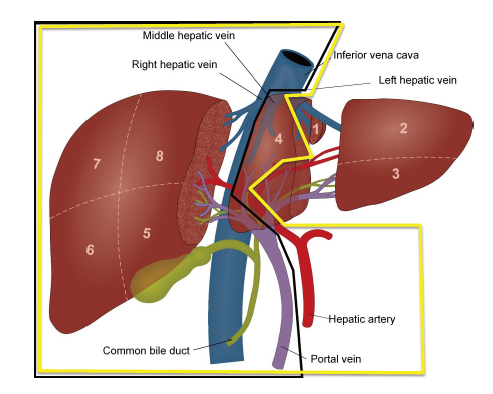 Middle hepatic vein
Inferior vena cava
Right hepatic vein
Left hepatic vein
1
2
3
4
7
8
6
5
Hepatic artery
Common bile duct
Portal vein